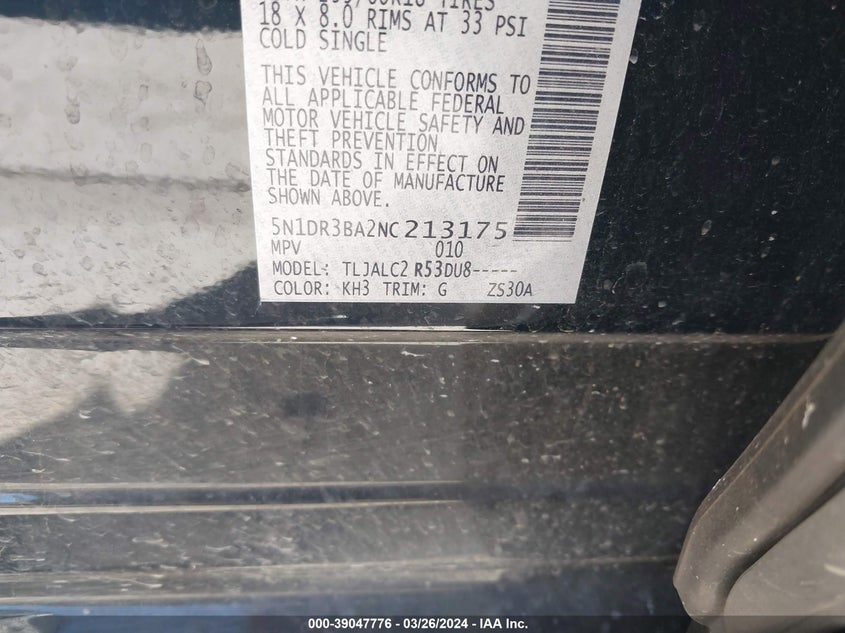 18 X 8.0 RIMS AT 33 PSI
COLD SINGLE
THIS VEHICLE CONFORMS TO
ALL APPLICABLE FEDERAL
MOTOR VEHICLE SAFETY AND
THEFT PREVENTION
STANDARDS IN EFFECT ON
THE DATE OF MANUFACTURE
SHOWN ABOVE.
5N1DR3BA2NC213175
MPV 010
MODEL: TLJALC2 R53DU8-----
COLOR: KH3 TRIM: G ZS30A
000-39047776 - 03/26/2024 - IAA Inc.